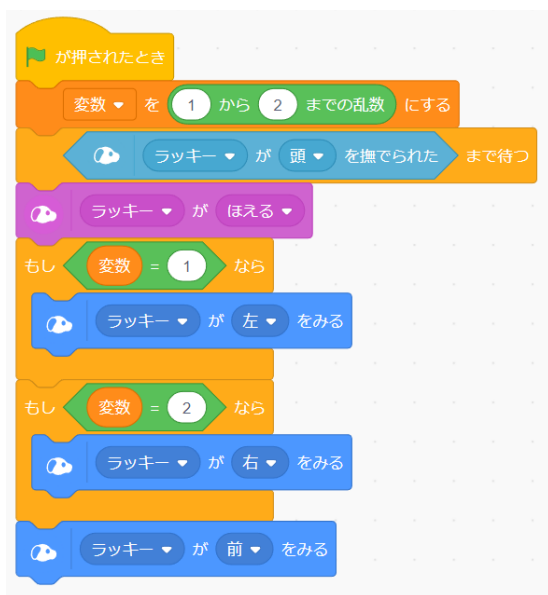 が押されたとき
変数 を 1 から 2 までの乱数 にする
ラッキー が 頭 を撫でられた まで待つ
ラッキー が ほえる
もし 変数 = 1 なら
ラッキー が 左 をみる
もし 変数 = 2 なら
ラッキー が 右 をみる
ラッキー が 前 をみる